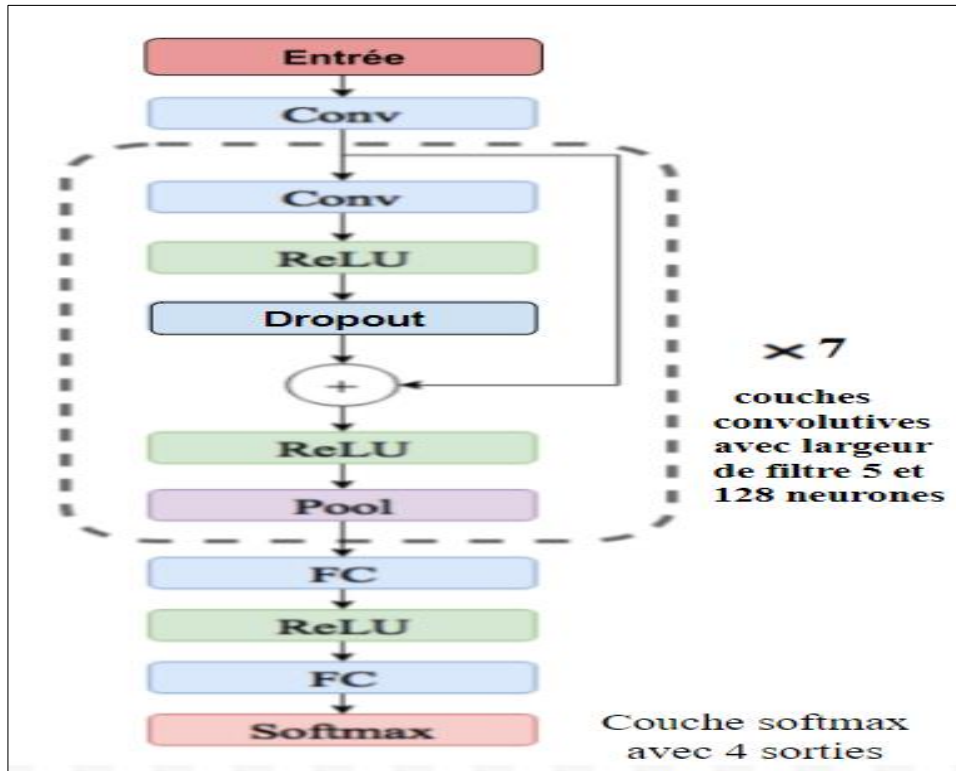 Entrée
Conv
Conv
ReLU
Dropout
+
ReLU
Pool
× 7
couches
convolutives
avec largeur
de filtre 5 et
128 neurones
FC
ReLU
FC
Softmax
Couche softmax
avec 4 sorties